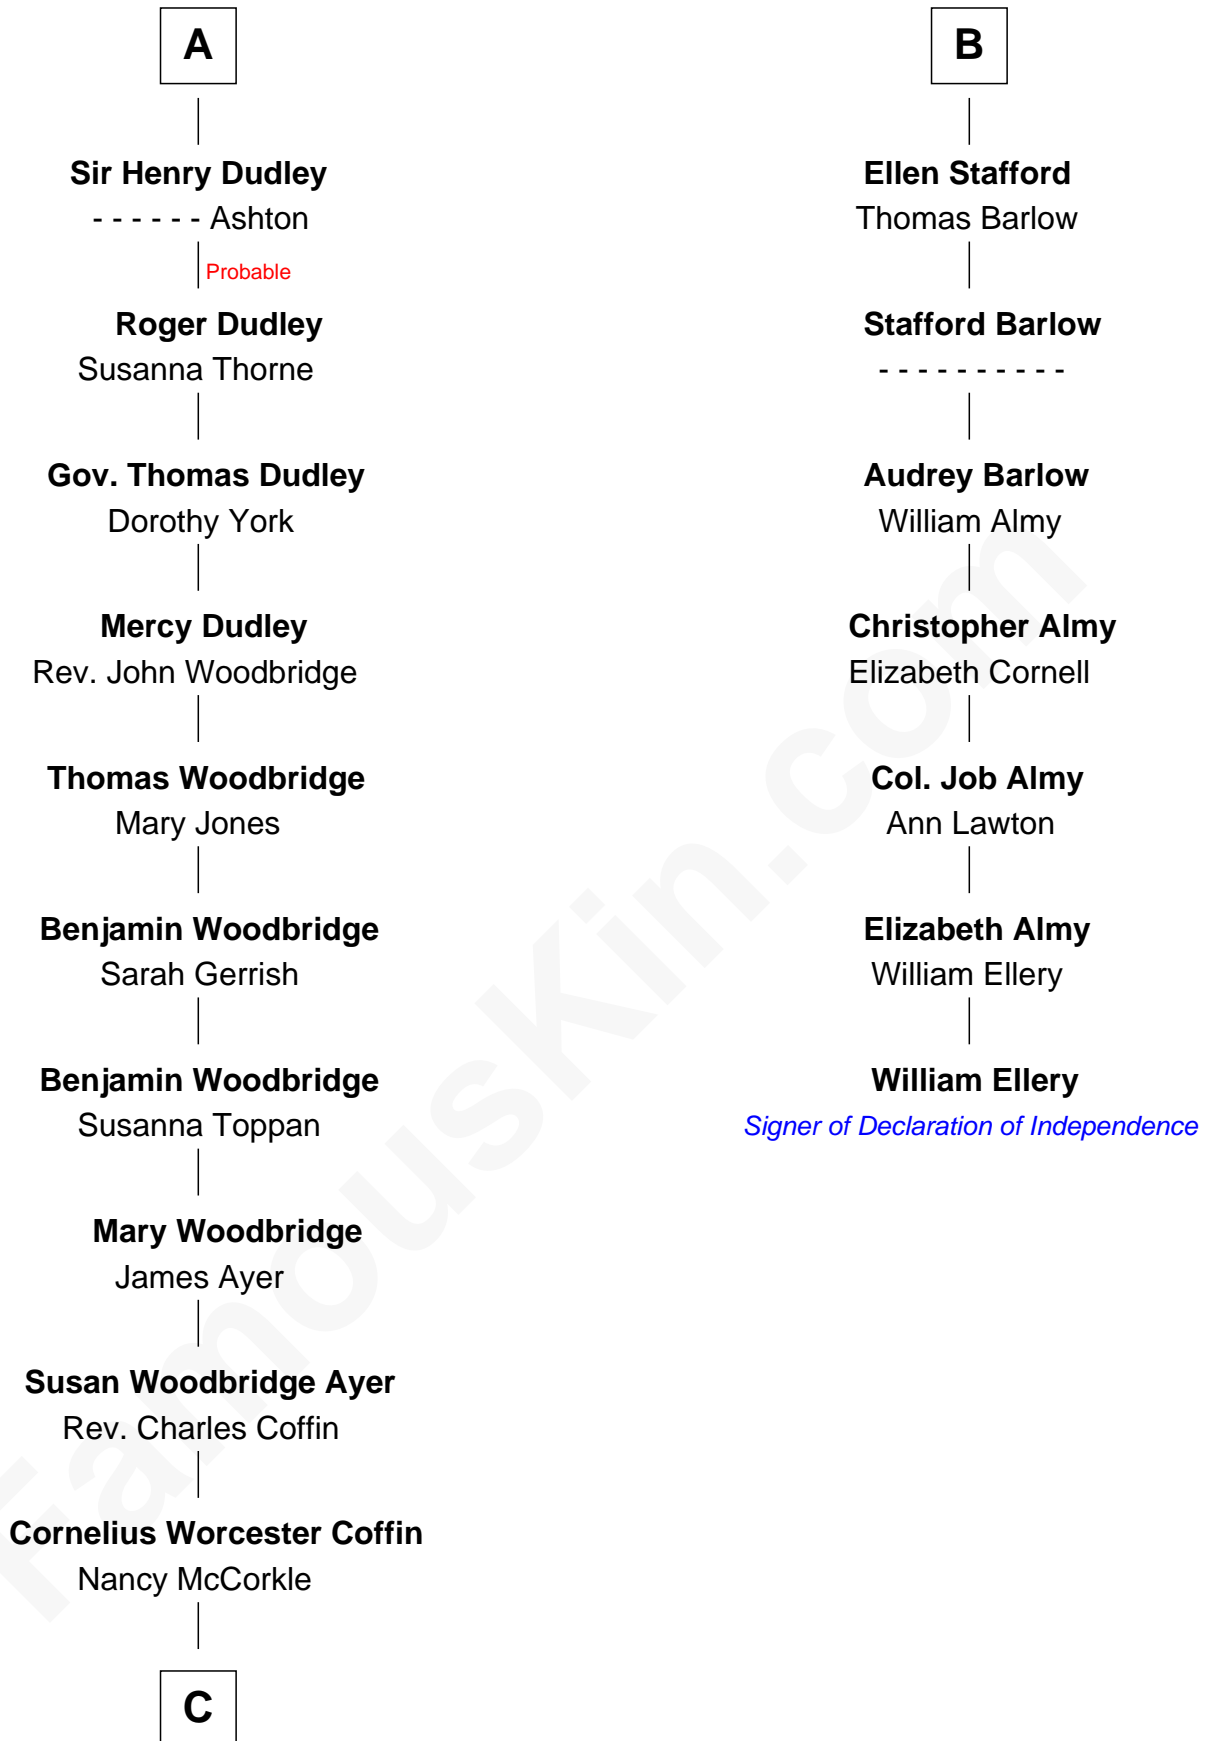 A
Sir Henry Dudley
- - - - - - Ashton
Probable
Roger Dudley
Susanna Thorne
Gov. Thomas Dudley
Dorothy York
Mercy Dudley
Rev. John Woodbridge
Thomas Woodbridge
Mary Jones
Benjamin Woodbridge
Sarah Gerrish
Benjamin Woodbridge
Susanna Toppan
Mary Woodbridge
James Ayer
Susan Woodbridge Ayer
Rev. Charles Coffin
Cornelius Worcester Coffin
Nancy McCorkle
C
B
Ellen Stafford
Thomas Barlow
Stafford Barlow
- - - - - - - - - -
Audrey Barlow
William Almy
Christopher Almy
Elizabeth Cornell
Col. Job Almy
Ann Lawton
Elizabeth Almy
William Ellery
William Ellery
Signer of Declaration of Independence
FamousKin.com